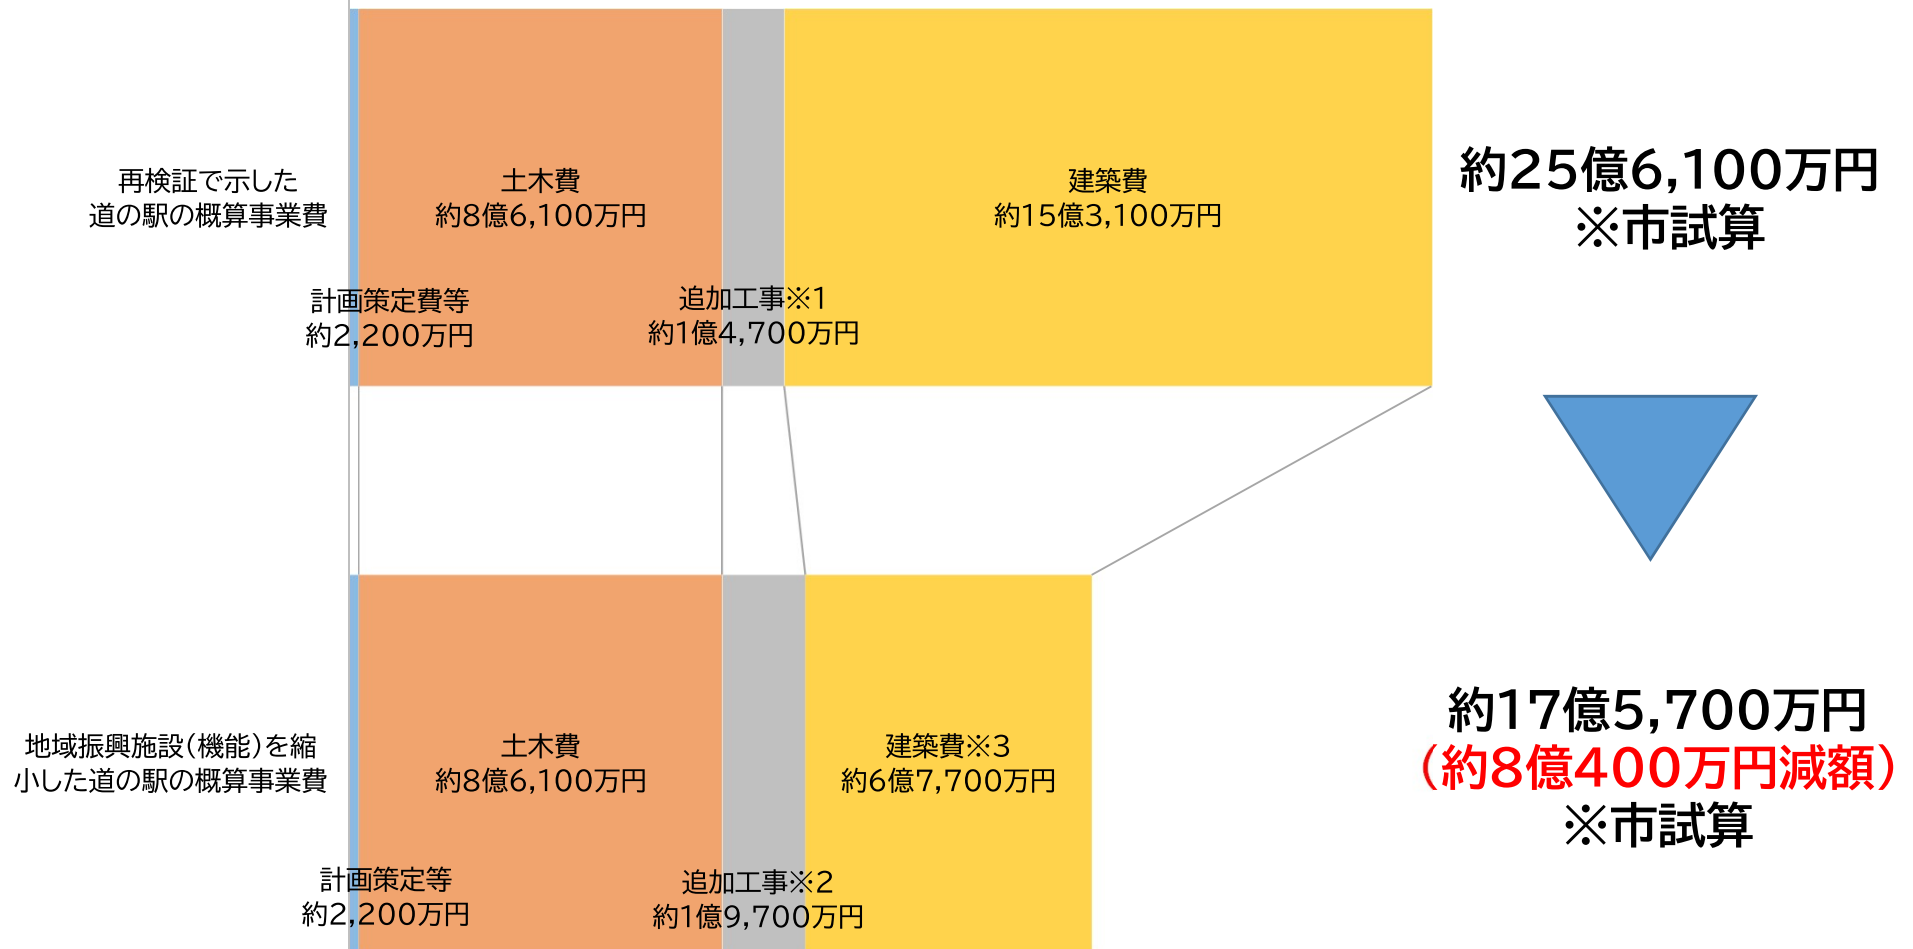 再検証で示した
道の駅の概算事業費
土木費
約8億6,100万円
建築費
約15億3,100万円
計画策定費等
約2,200万円
追加工事※1
約1億4,700万円
約25億6,100万円
※市試算
地域振興施設(機能)を縮
小した道の駅の概算事業費
土木費
約8億6,100万円
建築費※3
約6億7,700万円
計画策定等
約2,200万円
追加工事※2
約1億9,700万円
約17億5,700万円
(約8億400万円減額)
※市試算